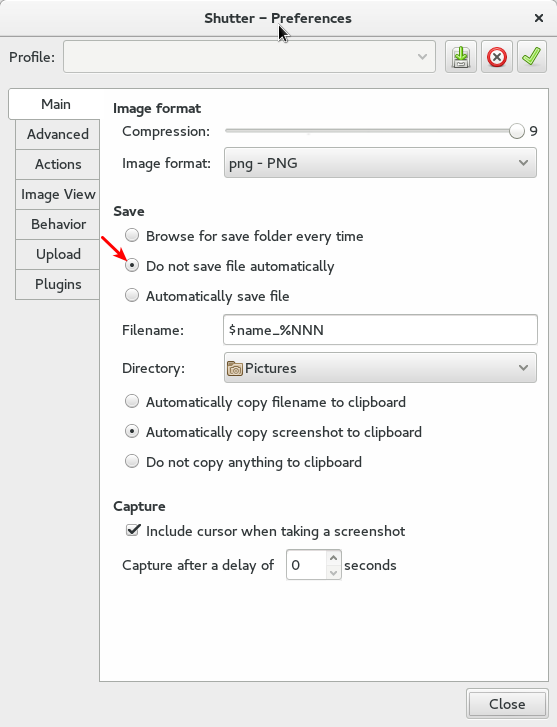 Shutter – Preferences
Profile:
Main
Advanced
Actions
Image View
Behavior
Upload
Plugins
Image format
Compression: 9
Image format: png - PNG
Save
Browse for save folder every time
Do not save file automatically
Automatically save file
Filename: $name_%NNN
Directory: Pictures
Automatically copy filename to clipboard
Automatically copy screenshot to clipboard
Do not copy anything to clipboard
Capture
Include cursor when taking a screenshot
Capture after a delay of 0 seconds
Close